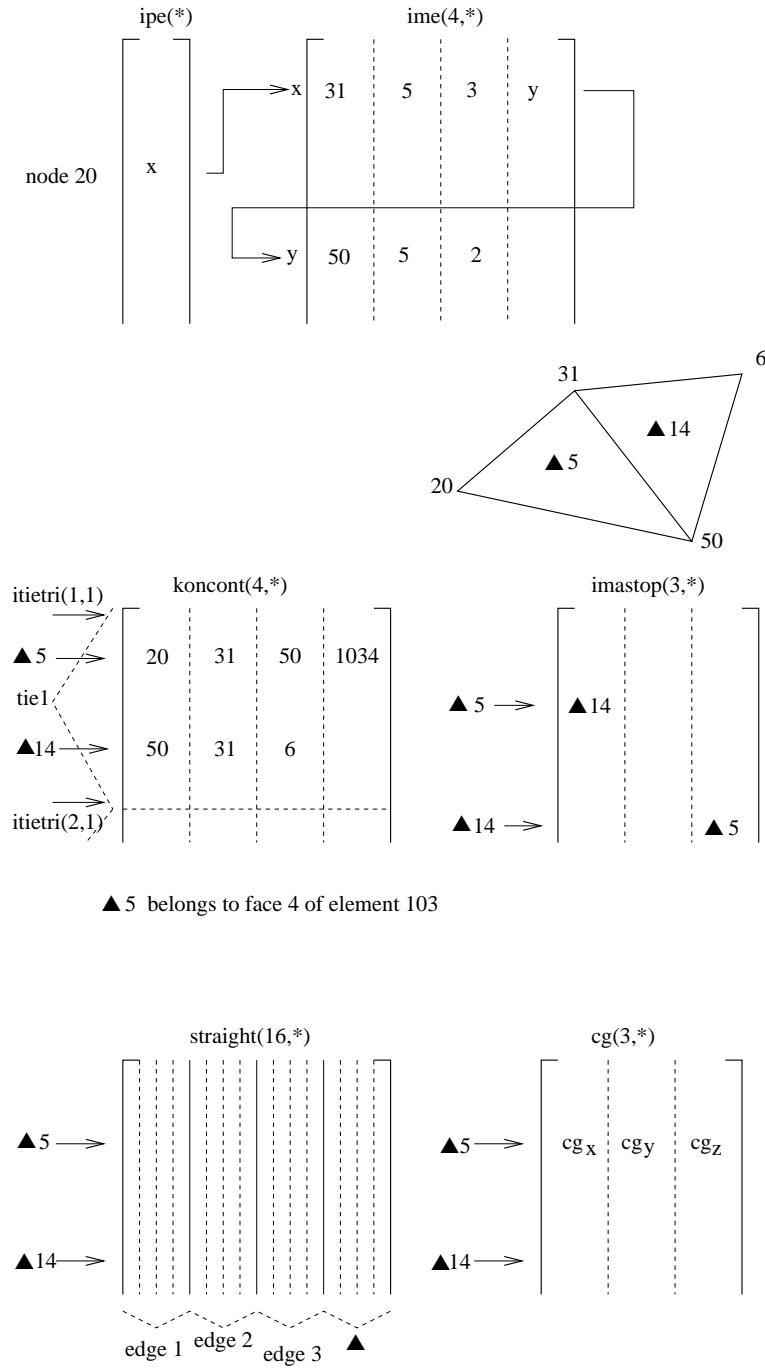 ipe(*) ime(4,*)
x 31 5 3 y
node 20 x
y 50 5 2
31 6
▲14
▲5
20
50
itietri(1,1) koncont(4,*) imastop(3,*)
▲5 20 31 50 1034
tie1 ▲5 ▲14
▲14 50 31 6
itietri(2,1) ▲14 ▲5
▲5 belongs to face 4 of element 103
straight(16,*) cg(3,*)
▲5 ▲5 cgx cgy cgz
▲14 ▲14
edge 1 edge 2 edge 3 ▲